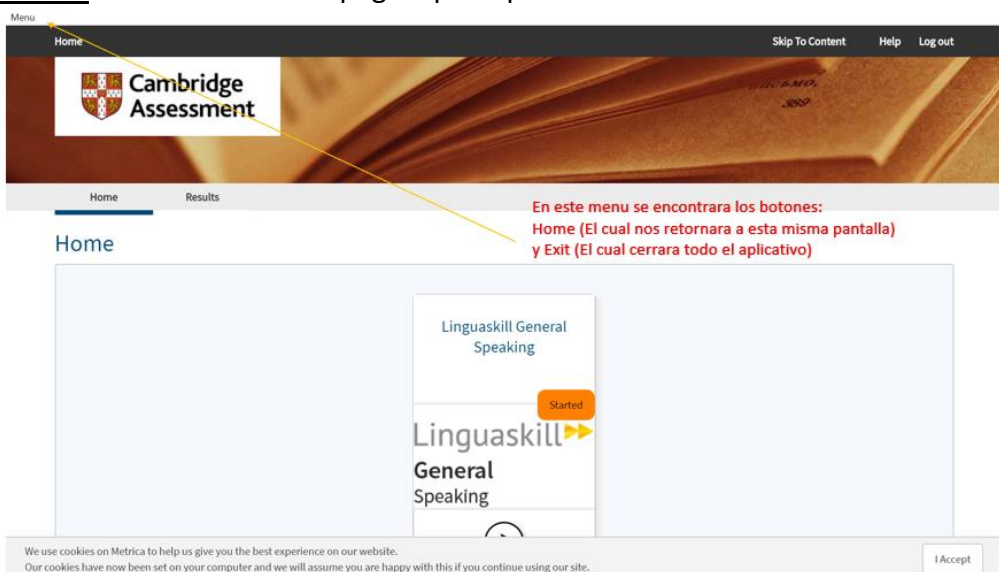 Menu
Home Skip To Content Help Log out
Cambridge
Assessment
Home Results
En este menu se encontrara los botones:
Home (El cual nos retornara a esta misma pantalla)
y Exit (El cual cerrara todo el aplicativo)
Home
Linguaskill General
Speaking
Started
Linguaskill
General
Speaking
We use cookies on Metrica to help us give you the best experience on our website.
Our cookies have now been set on your computer and we will assume you are happy with this if you continue using our site.
I Accept